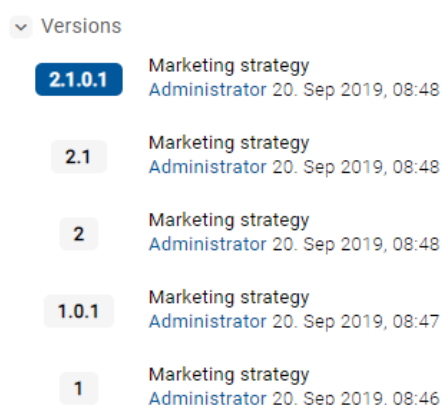 Versions
2.1.0.1
Marketing strategy
Administrator 20. Sep 2019, 08:48
2.1
Marketing strategy
Administrator 20. Sep 2019, 08:48
2
Marketing strategy
Administrator 20. Sep 2019, 08:48
1.0.1
Marketing strategy
Administrator 20. Sep 2019, 08:47
1
Marketing strategy
Administrator 20. Sep 2019, 08:46